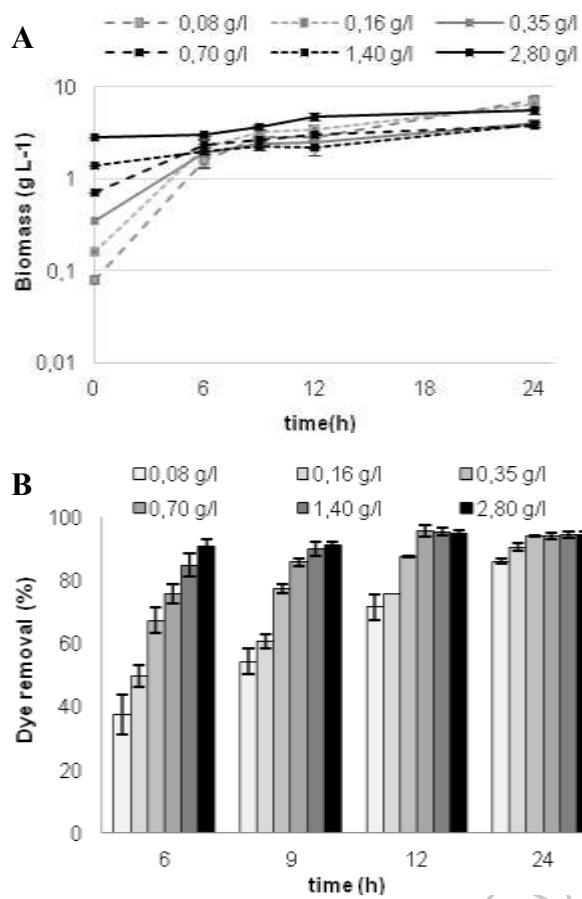 A
0,08 g/l 0,16 g/l 0,35 g/l
0,70 g/l 1,40 g/l 2,80 g/l
Biomass (g L-1)
10
1
0,1
0,01
0 6 12 18 24
time(h)
B
0,08 g/l 0,16 g/l 0,35 g/l
0,70 g/l 1,40 g/l 2,80 g/l
Dye removal (%)
100
80
60
40
20
0
6 9 12 24
time (h)